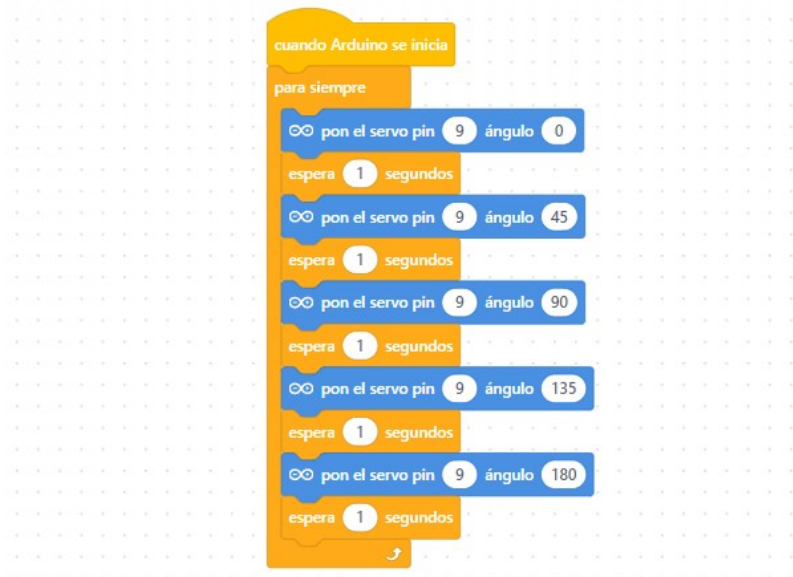 cuando Arduino se inicia
para siempre
pon el servo pin 9 ángulo 0
espera 1 segundos
pon el servo pin 9 ángulo 45
espera 1 segundos
pon el servo pin 9 ángulo 90
espera 1 segundos
pon el servo pin 9 ángulo 135
espera 1 segundos
pon el servo pin 9 ángulo 180
espera 1 segundos